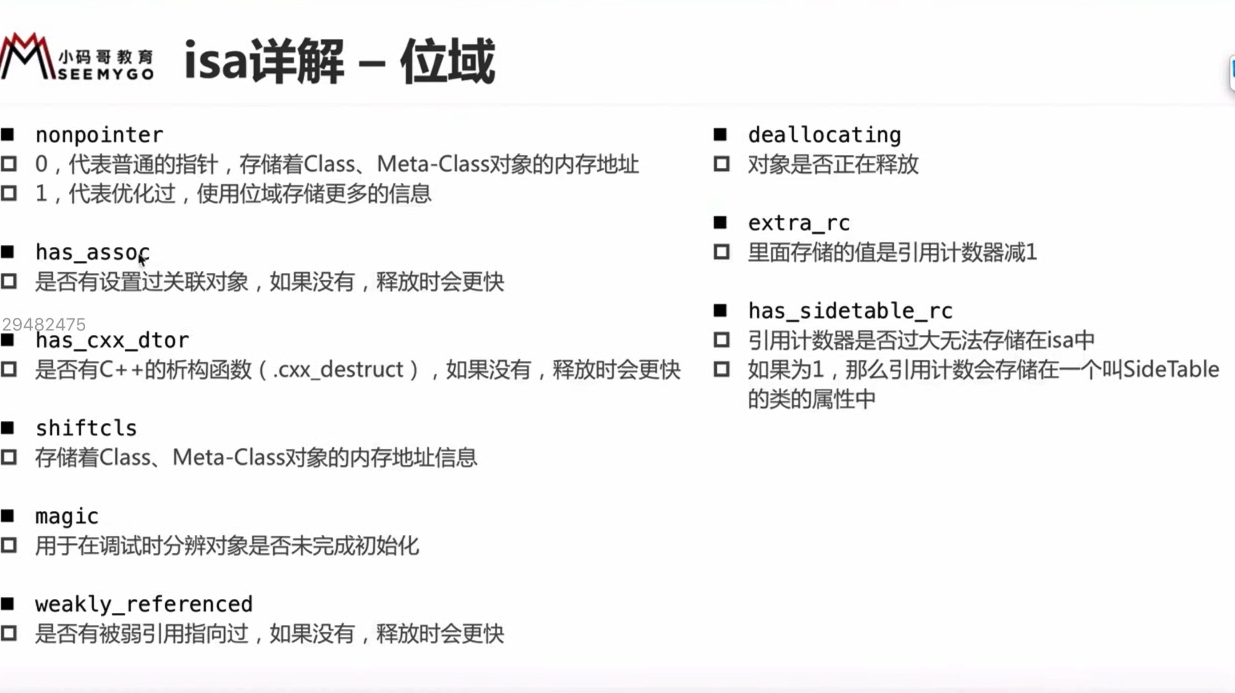 小码哥教育
SEEMYGO
isa详解 – 位域
nonpointer
0，代表普通的指针，存储着Class、Meta-Class对象的内存地址
1，代表优化过，使用位域存储更多的信息
has_assoc
是否有设置过关联对象，如果没有，释放时会更快
29482475
has_cxx_dtor
是否有C++的析构函数（.cxx_destruct），如果没有，释放时会更快
shiftcls
存储着Class、Meta-Class对象的内存地址信息
magic
用于在调试时分辨对象是否未完成初始化
weakly_referenced
是否有被弱引用指向过，如果没有，释放时会更快
deallocating
对象是否正在释放
extra_rc
里面存储的值是引用计数器减1
has_sidetable_rc
引用计数器是否过大无法存储在isa中
如果为1，那么引用计数会存储在一个叫SideTable
的类的属性中